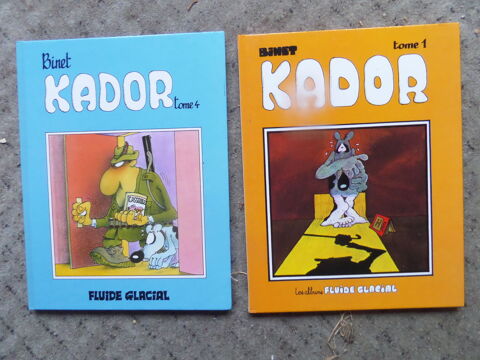 Binet
KADOR
tome 4
FLUIDE GLACIAL
BINET
tome 1
KADOR
Les albums FLUIDE GLACIAL